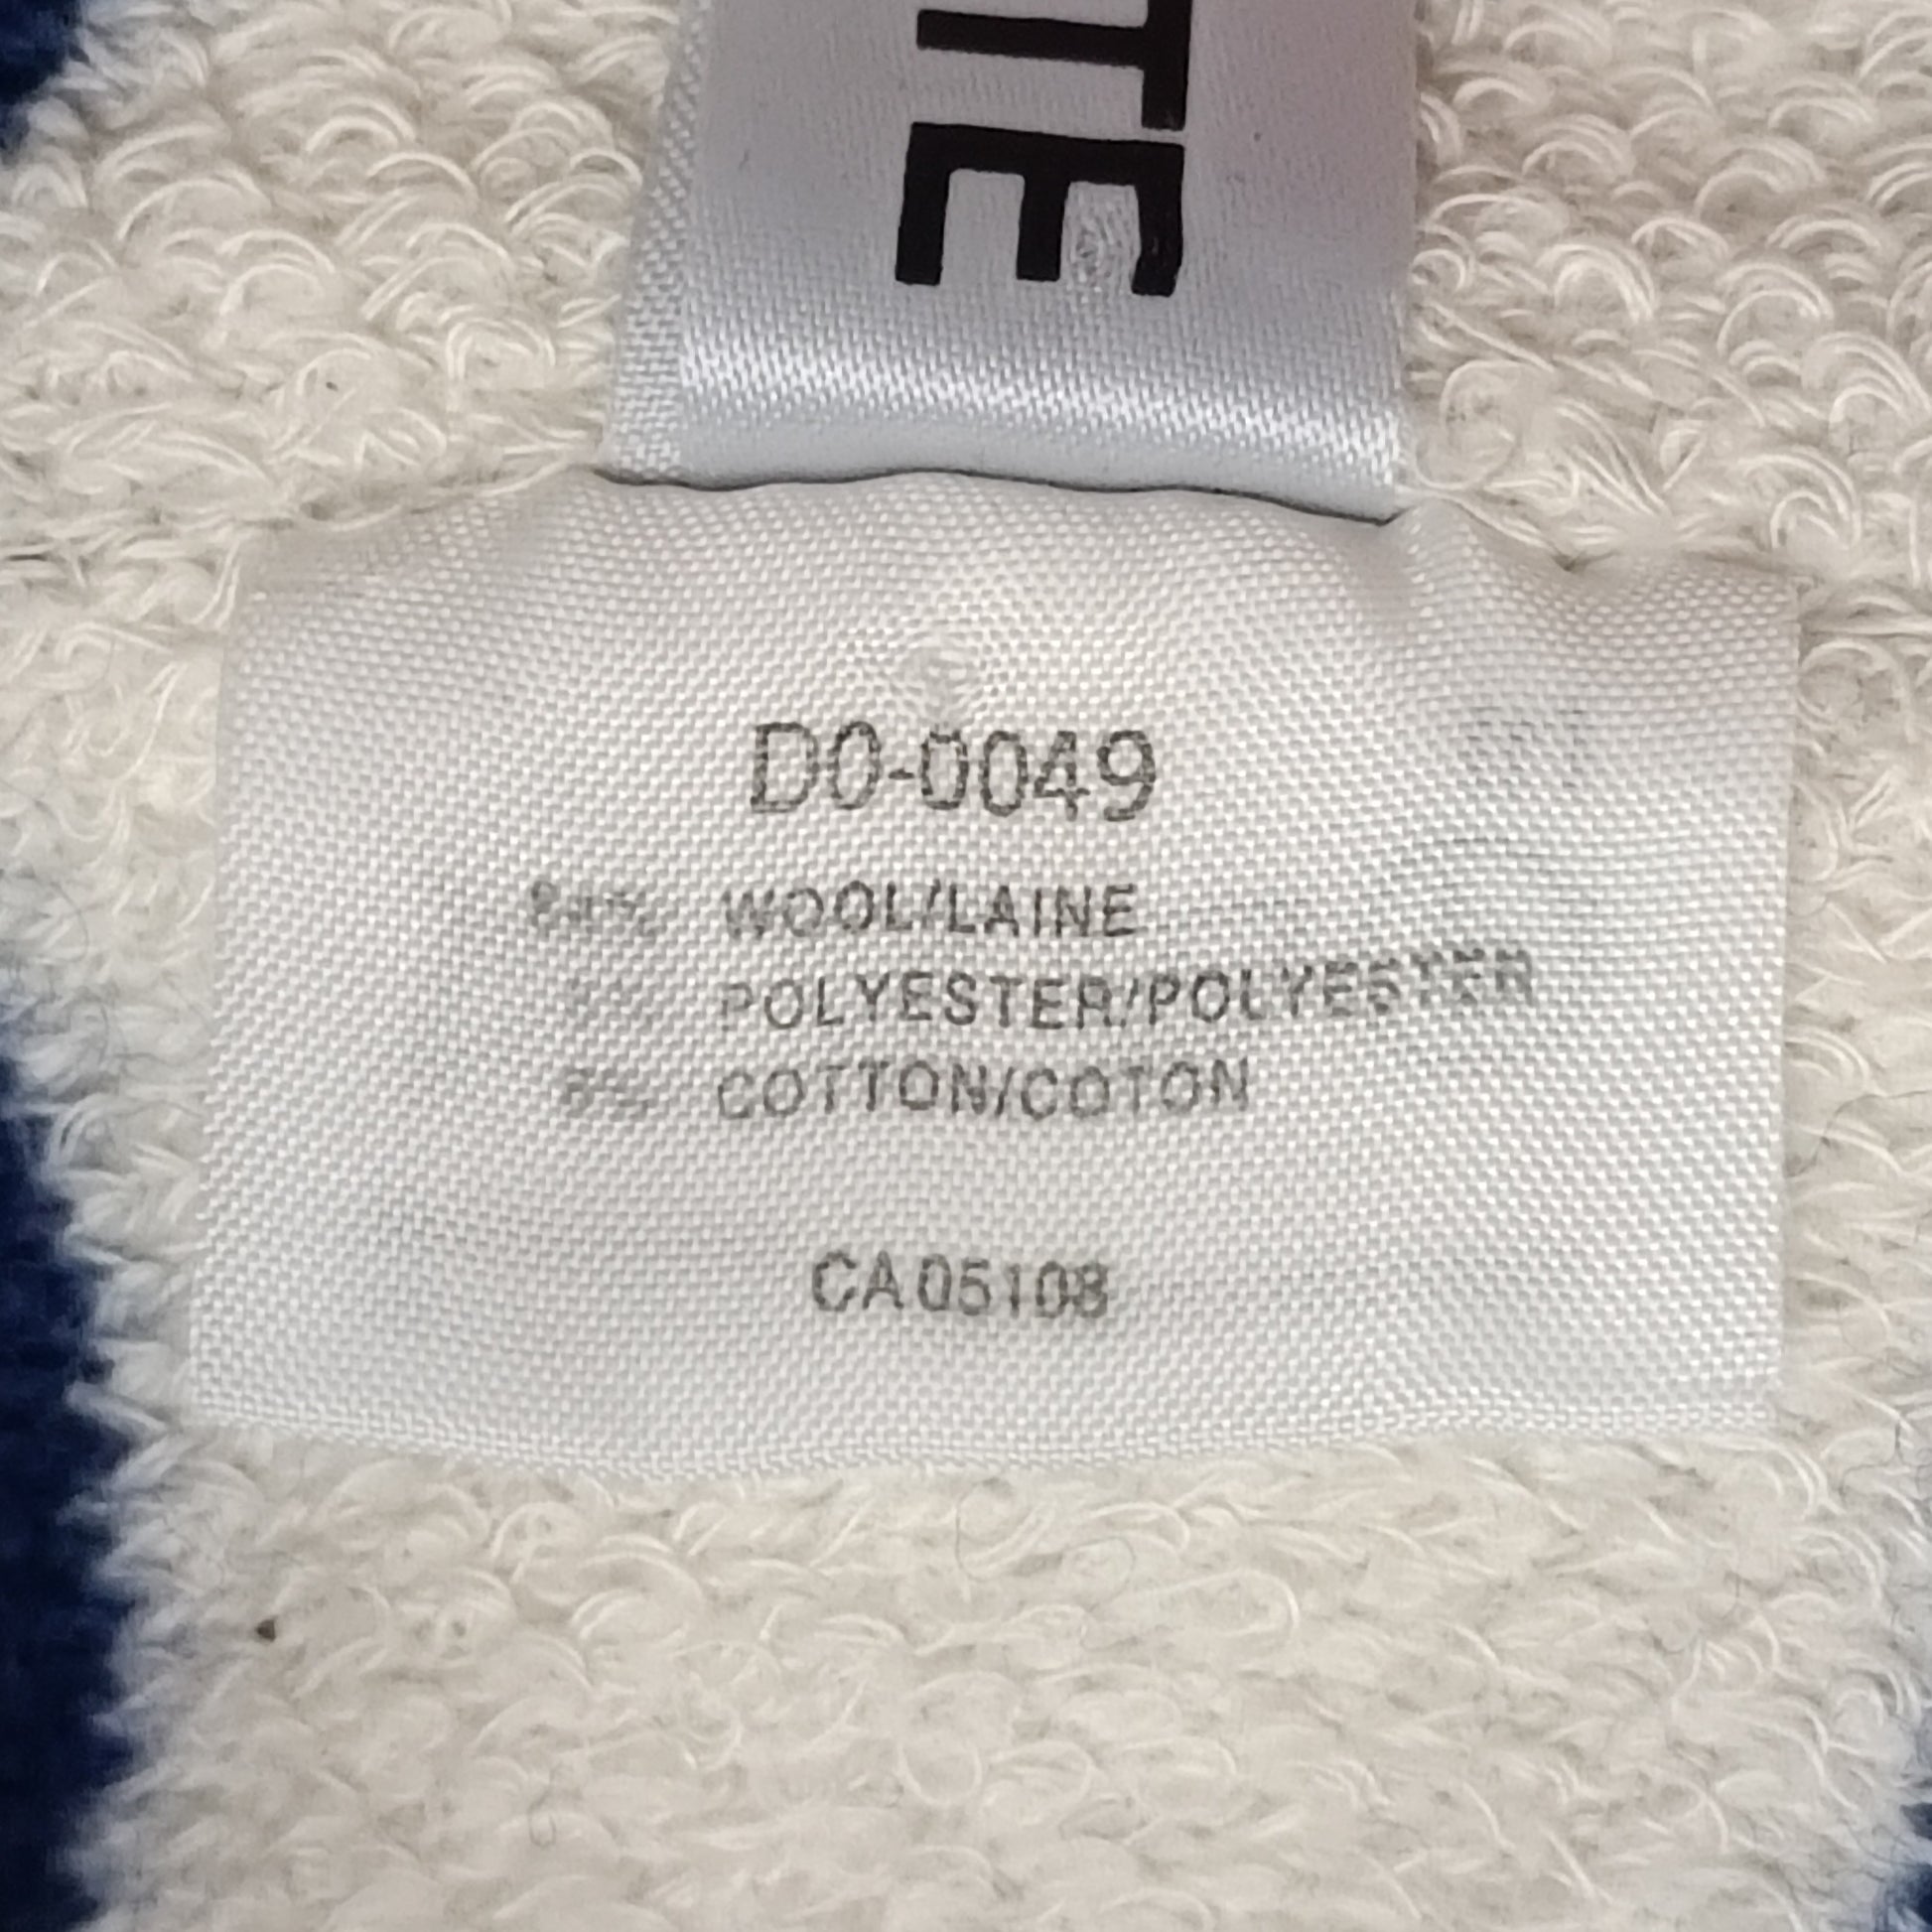 TE
D0-0049
WOOL/LAINE
POLYESTER/POLYESTER
COTTON/COTON
CA05108